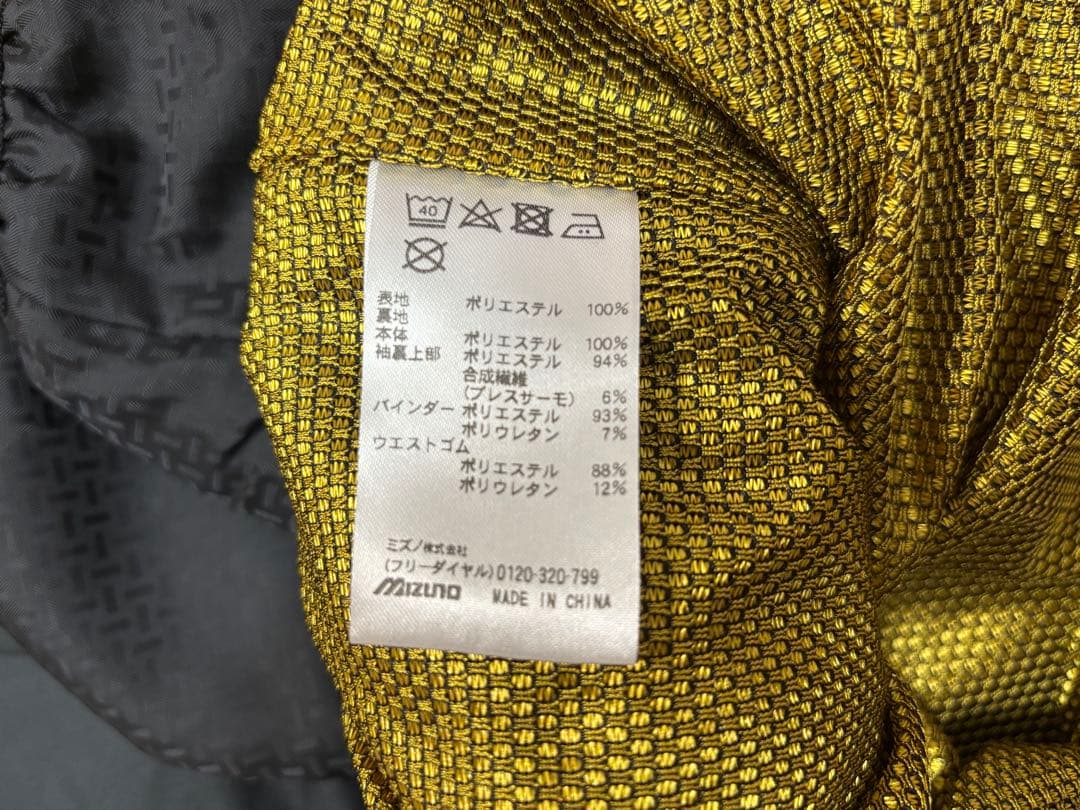 40
表地 ポリエステル 100%
裏地
本体 ポリエステル 100%
袖裏上部 ポリエステル 94%
合成繊維
(ブレスサーモ) 6%
バインダー ポリエステル 93%
ポリウレタン 7%
ウエストゴム
ポリエステル 88%
ポリウレタン 12%
ミズノ株式会社
(フリーダイヤル)0120-320-799
MIZUNO MADE IN CHINA